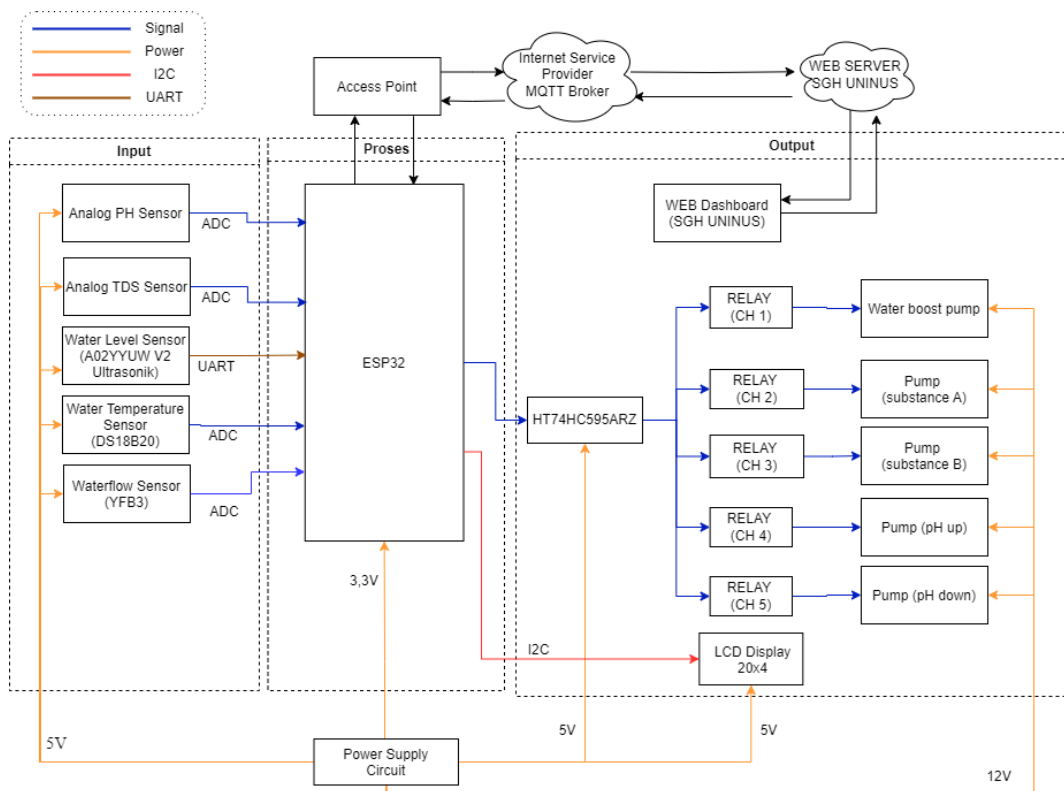 Signal
Power
I2C
UART
Access Point
Internet Service
Provider
MQTT Broker
WEB SERVER
SGH UNINUS
Input
Proses
Output
Analog PH Sensor
ADC
Analog TDS Sensor
ADC
Water Level Sensor
(A02YYUW V2
Ultrasonik)
UART
Water Temperature
Sensor
(DS18B20)
ADC
Waterflow Sensor
(YFB3)
ADC
ESP32
3,3V
WEB Dashboard
(SGH UNINUS)
HT74HC595ARZ
RELAY
(CH 1)
Water boost pump
RELAY
(CH 2)
Pump
(substance A)
RELAY
(CH 3)
Pump
(substance B)
RELAY
(CH 4)
Pump (pH up)
RELAY
(CH 5)
Pump (pH down)
I2C
LCD Display
20x4
5V
Power Supply
Circuit
5V
5V
12V